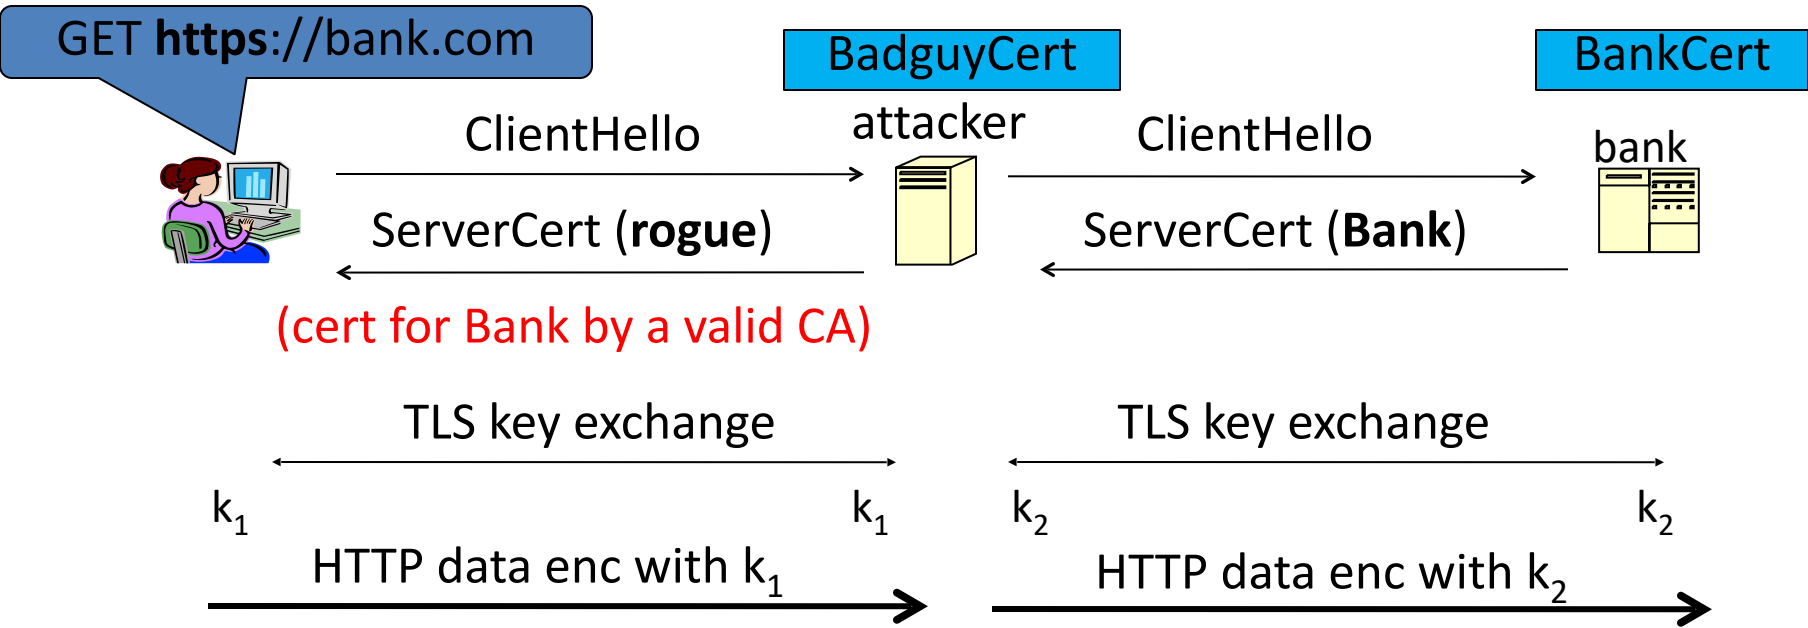 GET https://bank.com
BadguyCert
BankCert
attacker
bank
ClientHello
ClientHello
ServerCert (rogue)
ServerCert (Bank)
(cert for Bank by a valid CA)
TLS key exchange
TLS key exchange
k1
k1
k2
k2
HTTP data enc with k1
HTTP data enc with k2